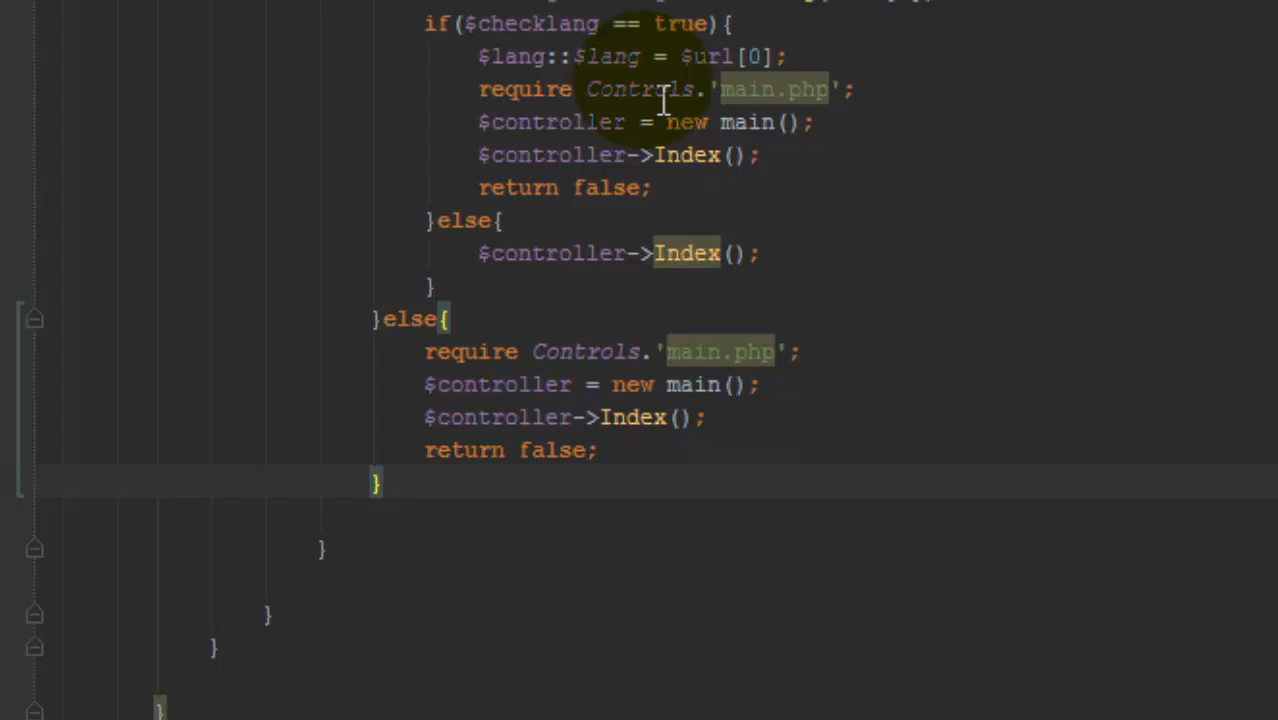 if($checklang == true){
$lang::$lang = $url[0];
require Controls.'main.php';
$controller = new main();
$controller->Index();
return false;
}else{
$controller->Index();
}
}else{
require Controls.'main.php';
$controller = new main();
$controller->Index();
return false;
}
}
}
}
}